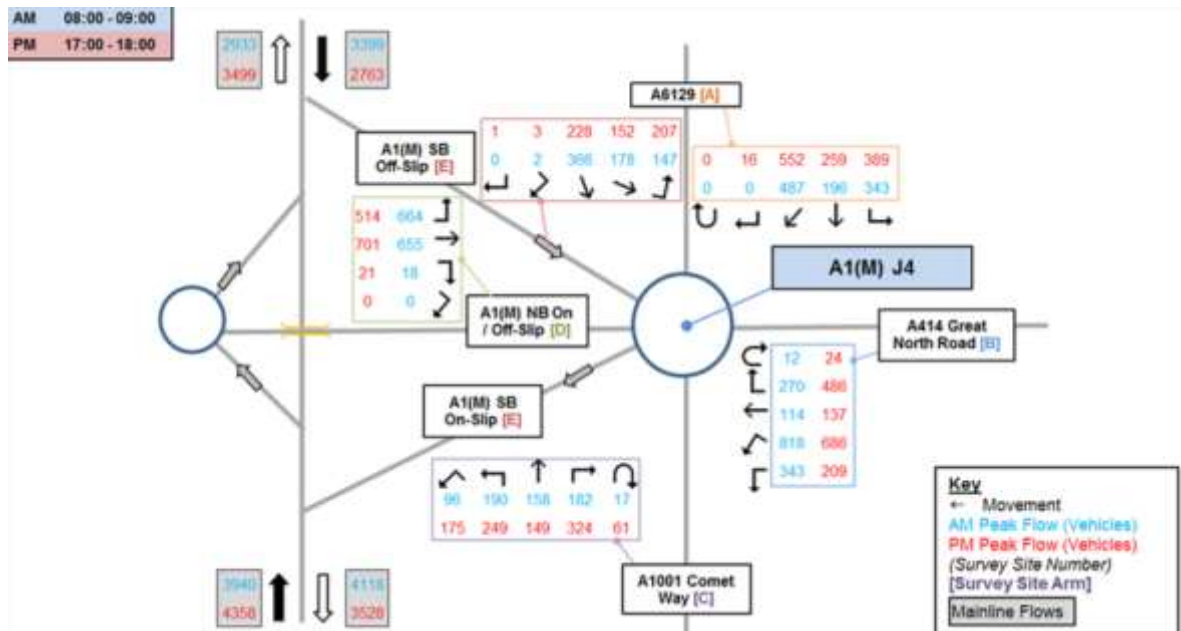 AM 08:00 - 09:00
PM 17:00 - 18:00
2933
3499
3399
2763
A6129 [A]
A1(M) SB
Off-Slip [E]
1 3 228 152 207
0 2 366 178 147
0 16 552 259 389
0 0 487 196 343
514 664
701 655
21 18
0 0
A1(M) J4
A1(M) NB On
/ Off-Slip [D]
A414 Great
North Road [B]
12 24
270 486
114 137
818 686
343 209
A1(M) SB
On-Slip [E]
96 190 158 182 17
175 249 149 324 61
A1001 Comet
Way [C]
3940
4358
4118
3528
Key
← Movement
AM Peak Flow (Vehicles)
PM Peak Flow (Vehicles)
(Survey Site Number)
[Survey Site Arm]
Mainline Flows